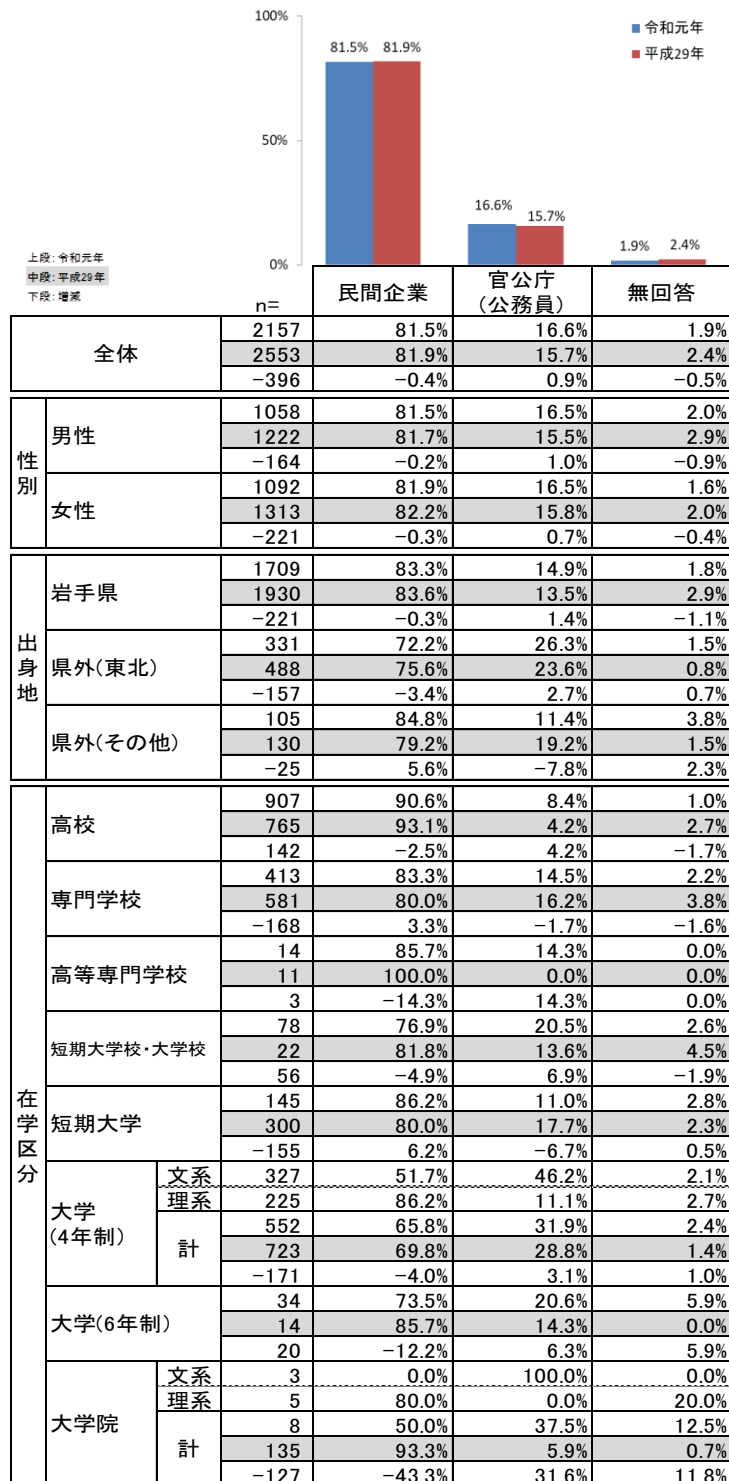 100%
50%
0%
81.5% 81.9%
16.6% 15.7%
1.9% 2.4%
令和元年
平成29年
上段：令和元年
中段：平成29年
下段：増減
n= 民間企業 官公庁（公務員） 無回答
全体
2157 81.5% 16.6% 1.9%
2553 81.9% 15.7% 2.4%
−396 −0.4% 0.9% −0.5%
性別
男性
1058 81.5% 16.5% 2.0%
1222 81.7% 15.5% 2.9%
−164 −0.2% 1.0% −0.9%
女性
1092 81.9% 16.5% 1.6%
1313 82.2% 15.8% 2.0%
−221 −0.3% 0.7% −0.4%
出身地
岩手県
1709 83.3% 14.9% 1.8%
1930 83.6% 13.5% 2.9%
−221 −0.3% 1.4% −1.1%
県外（東北）
331 72.2% 26.3% 1.5%
488 75.6% 23.6% 0.8%
−157 −3.4% 2.7% 0.7%
県外（その他）
105 84.8% 11.4% 3.8%
130 79.2% 19.2% 1.5%
−25 5.6% −7.8% 2.3%
在学区分
高校
907 90.6% 8.4% 1.0%
765 93.1% 4.2% 2.7%
142 −2.5% 4.2% −1.7%
専門学校
413 83.3% 14.5% 2.2%
581 80.0% 16.2% 3.8%
−168 3.3% −1.7% −1.6%
高等専門学校
14 85.7% 14.3% 0.0%
11 100.0% 0.0% 0.0%
3 −14.3% 14.3% 0.0%
短期大学校・大学校
78 76.9% 20.5% 2.6%
22 81.8% 13.6% 4.5%
56 −4.9% 6.9% −1.9%
短期大学
145 86.2% 11.0% 2.8%
300 80.0% 17.7% 2.3%
−155 6.2% −6.7% 0.5%
大学
（4年制）
文系 327 51.7% 46.2% 2.1%
理系 225 86.2% 11.1% 2.7%
計
552 65.8% 31.9% 2.4%
723 69.8% 28.8% 1.4%
−171 −4.0% 3.1% 1.0%
大学（6年制）
34 73.5% 20.6% 5.9%
14 85.7% 14.3% 0.0%
20 −12.2% 6.3% 5.9%
大学院
文系 3 0.0% 100.0% 0.0%
理系 5 80.0% 0.0% 20.0%
計
8 50.0% 37.5% 12.5%
135 93.3% 5.9% 0.7%
−127 −43.3% 31.6% 11.8%